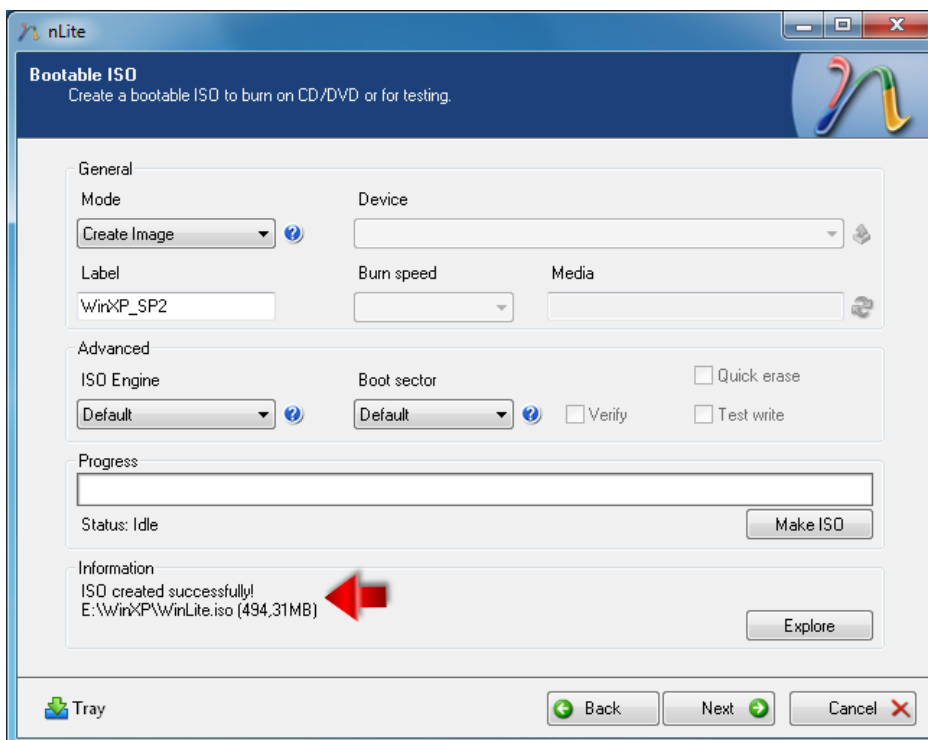 nLite
Bootable ISO
Create a bootable ISO to burn on CD/DVD or for testing.
General
Mode
Device
Create Image
Label
Burn speed
Media
WinXP_SP2
Advanced
ISO Engine
Boot sector
Quick erase
Default
Default
Verify
Test write
Progress
Status: Idle
Make ISO
Information
ISO created successfully!
E:\WinXP\WinLite.iso (494,31MB)
Explore
Tray
Back
Next
Cancel